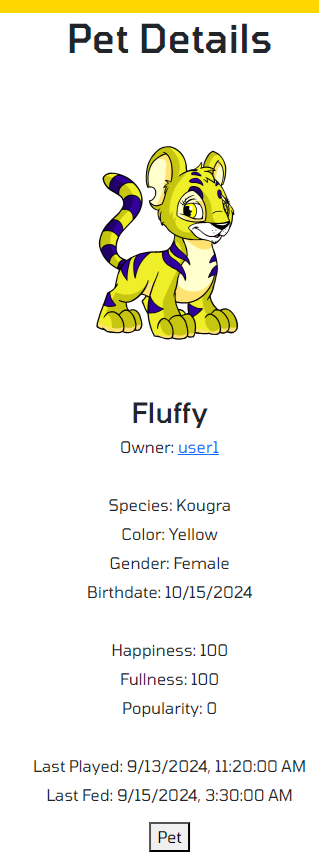 Pet Details
Fluffy
Owner: user1
Species: Kougra
Color: Yellow
Gender: Female
Birthdate: 10/15/2024
Happiness: 100
Fullness: 100
Popularity: 0
Last Played: 9/13/2024, 11:20:00 AM
Last Fed: 9/15/2024, 3:30:00 AM
Pet